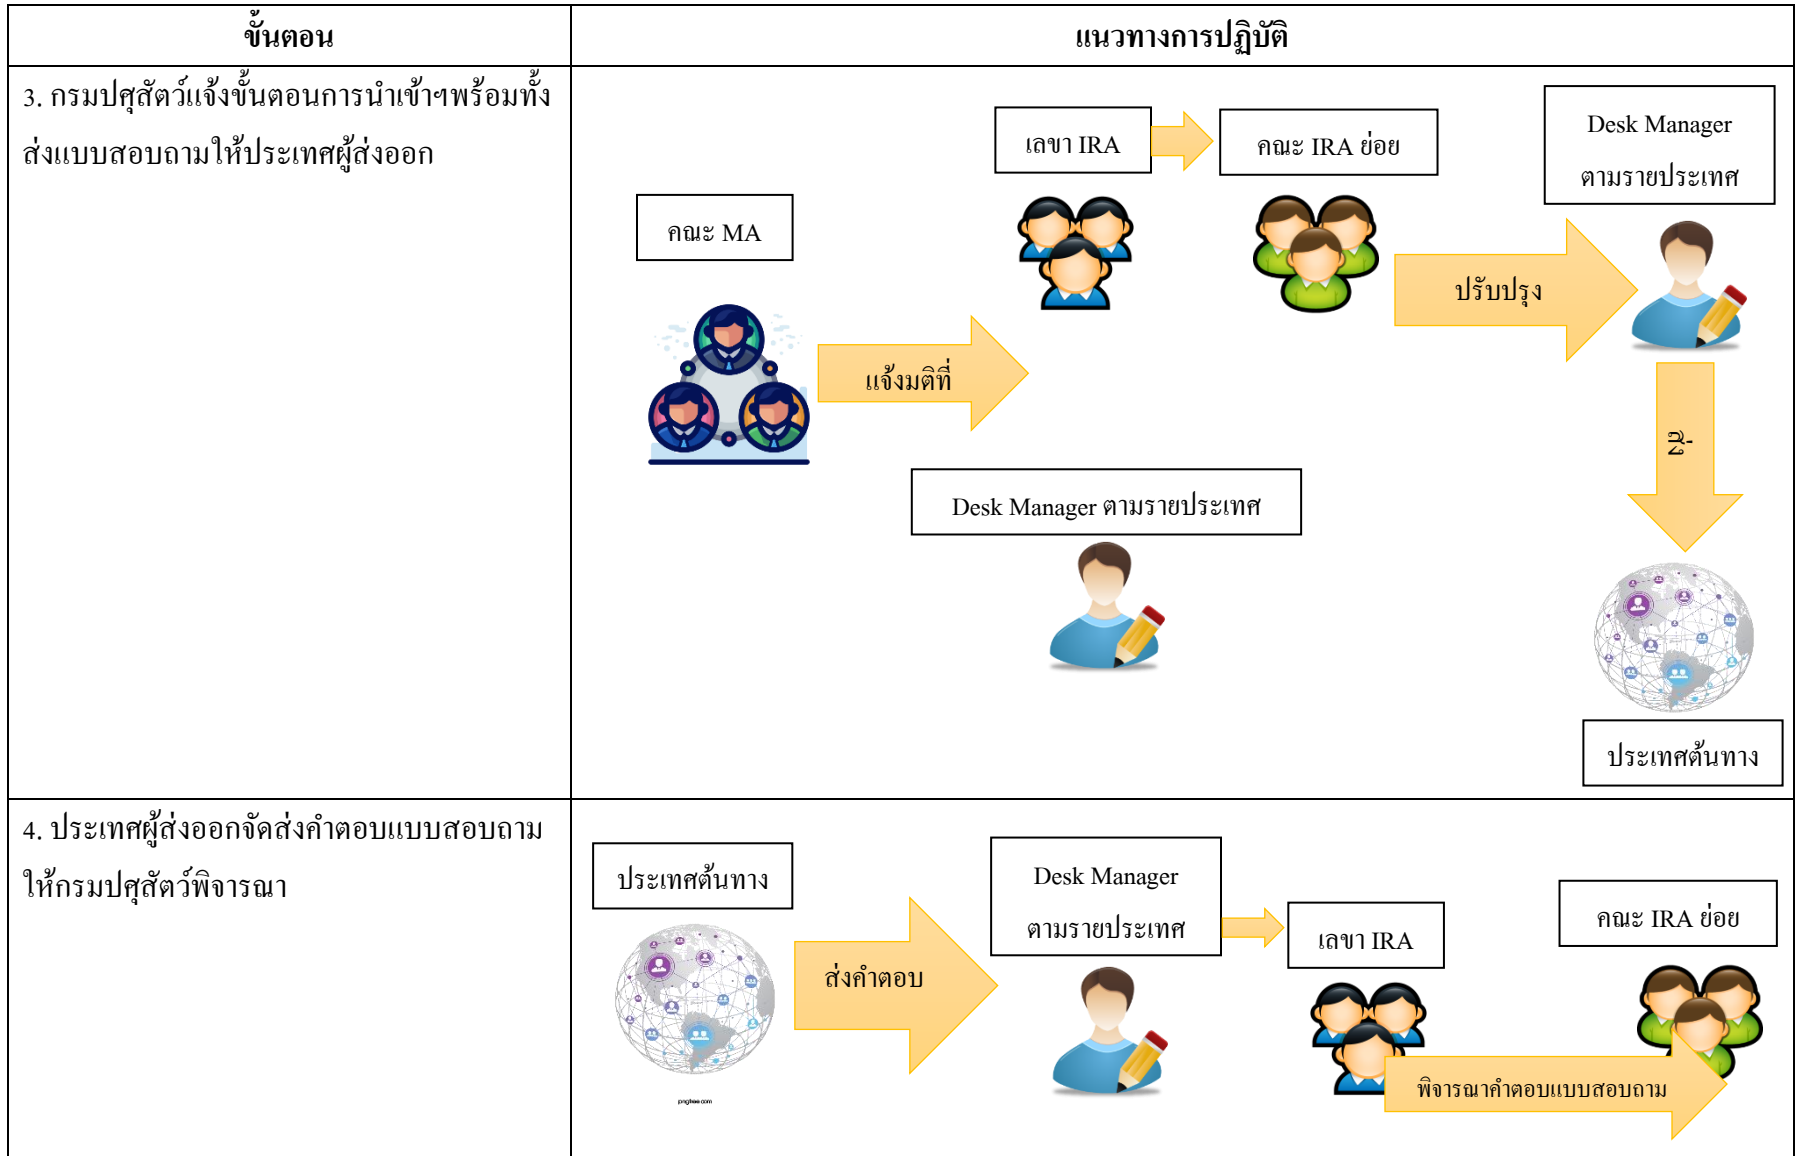 ขั้นตอน
แนวทางการปฏิบัติ
3. กรมปศุสัตว์แจ้งขั้นตอนการนำเข้าฯพร้อมทั้ง
ส่งแบบสอบถามให้ประเทศผู้ส่งออก
คณะ MA
แจ้งมติที่
เลขา IRA
คณะ IRA ย่อย
ปรับปรุง
Desk Manager
ตามรายประเทศ
ส่ง
Desk Manager ตามรายประเทศ
ประเทศต้นทาง
4. ประเทศผู้ส่งออกจัดส่งคำตอบแบบสอบถาม
ให้กรมปศุสัตว์พิจารณา
ประเทศต้นทาง
pngtree.com
ส่งคำตอบ
Desk Manager
ตามรายประเทศ
เลขา IRA
คณะ IRA ย่อย
พิจารณาคำตอบแบบสอบถาม